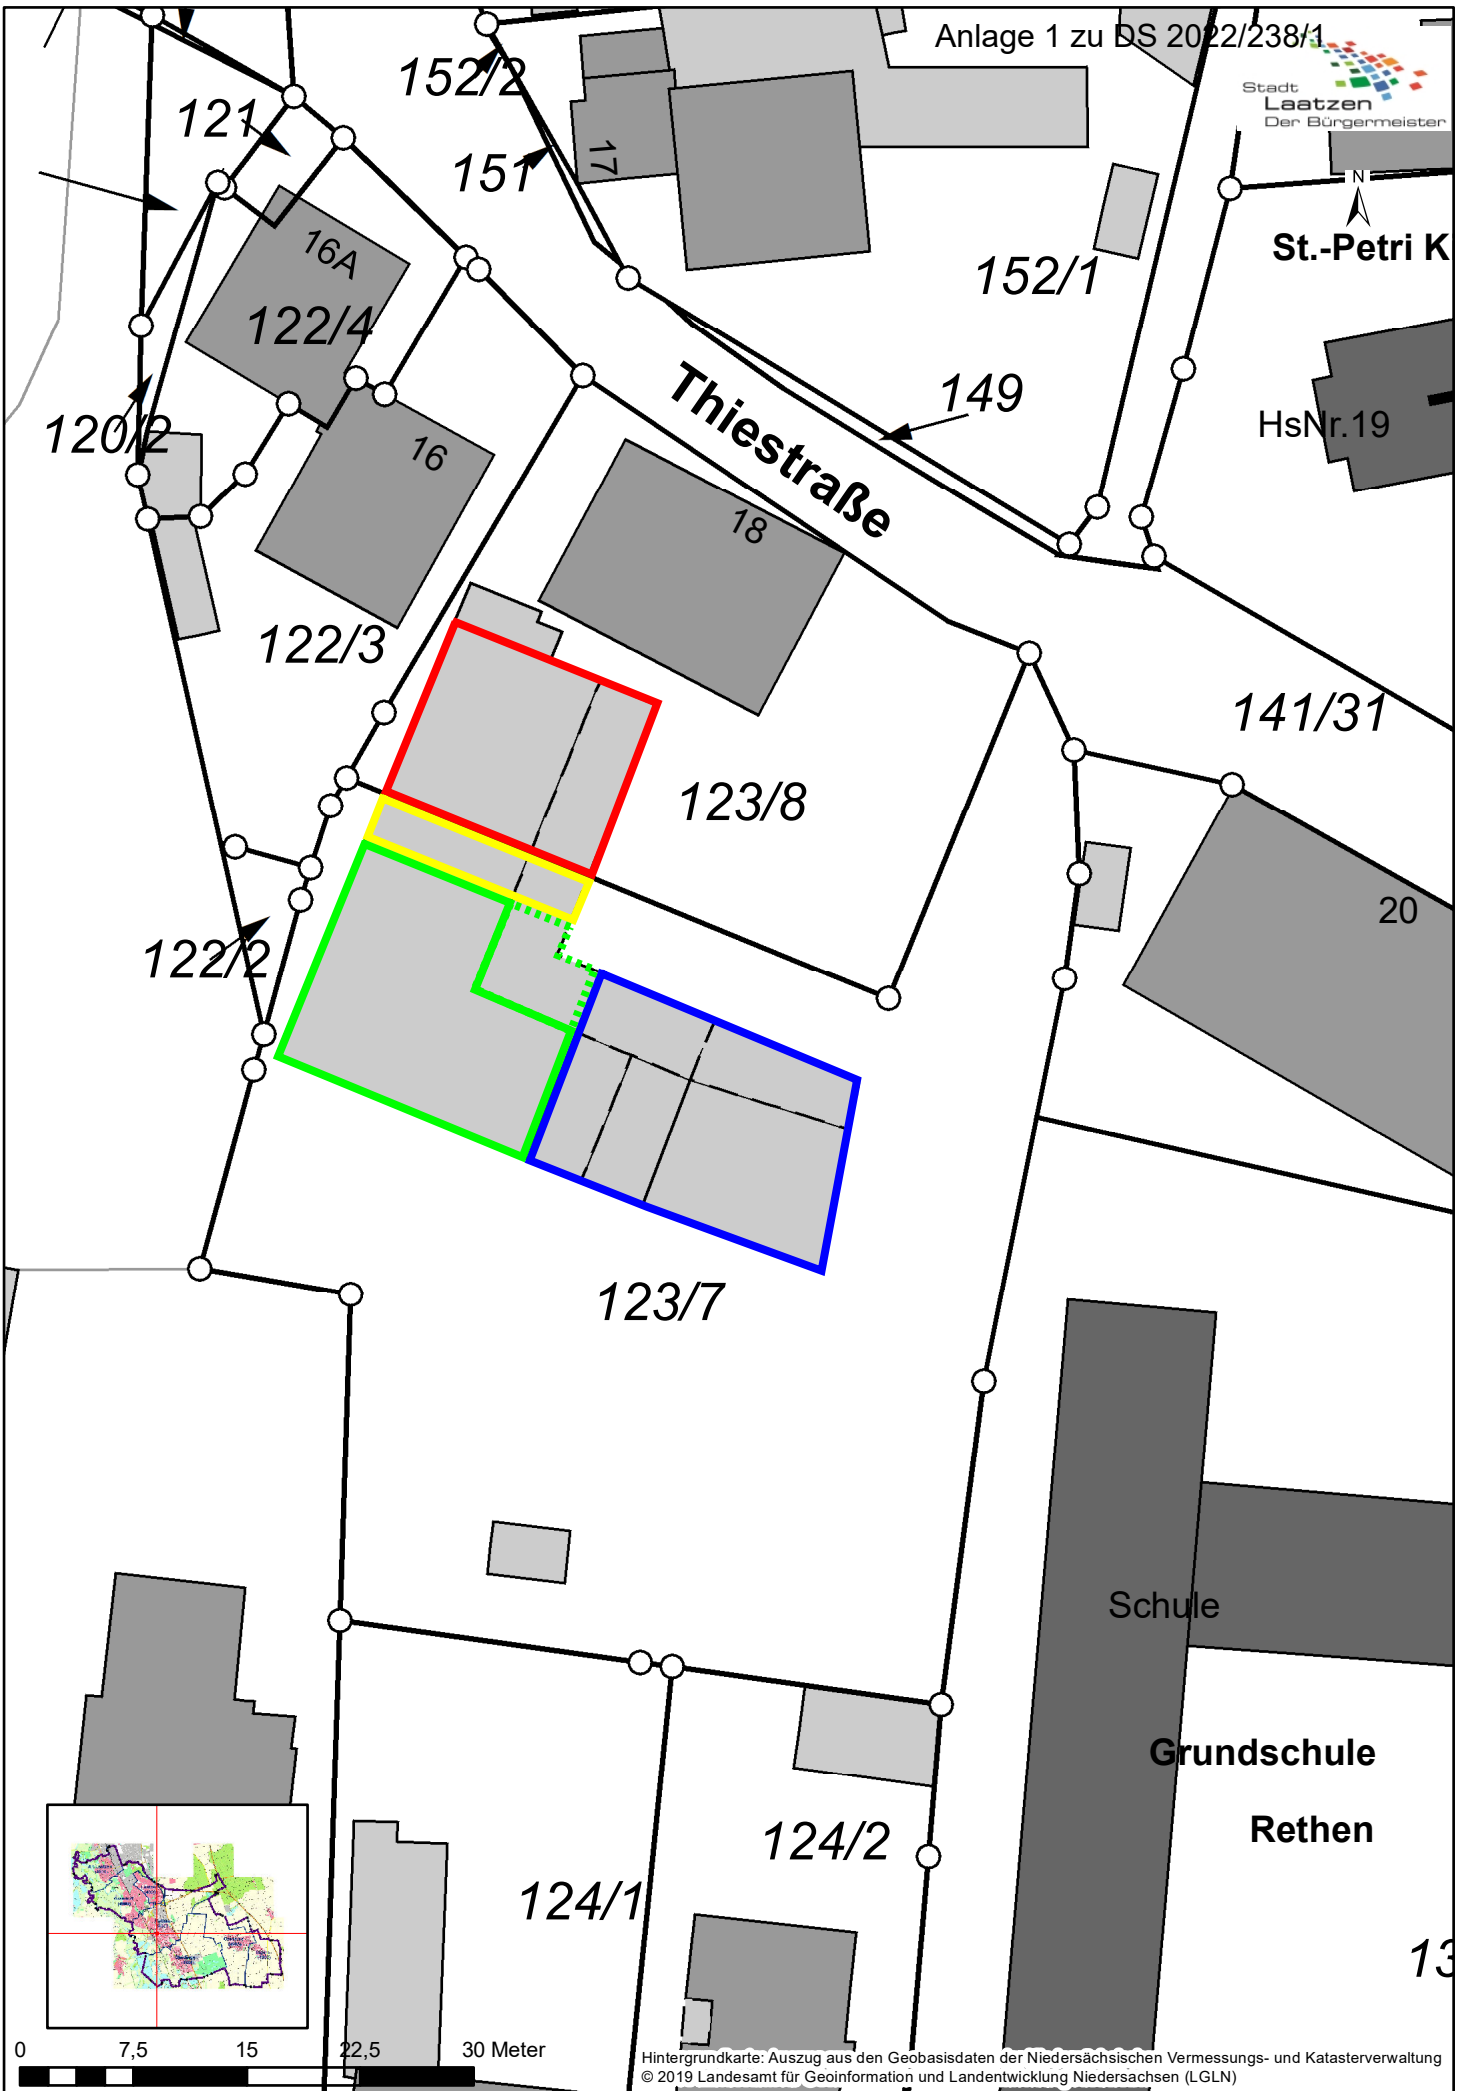 Anlage 1 zu DS 2022/238/1
Stadt
Laatzen
Der Bürgermeister
N
152/2
121
151
17
16A
152/1
St.-Petri K
122/4
Thiestraße
149
HsNr.19
120/2
16
18
122/3
141/31
123/8
20
122/2
123/7
Schule
Grundschule
Rethen
124/2
124/1
13
0 7,5 15 22,5 30 Meter
Hintergrundkarte: Auszug aus den Geobasisdaten der Niedersächsischen Vermessungs- und Katasterverwaltung
© 2019 Landesamt für Geoinformation und Landentwicklung Niedersachsen (LGLN)